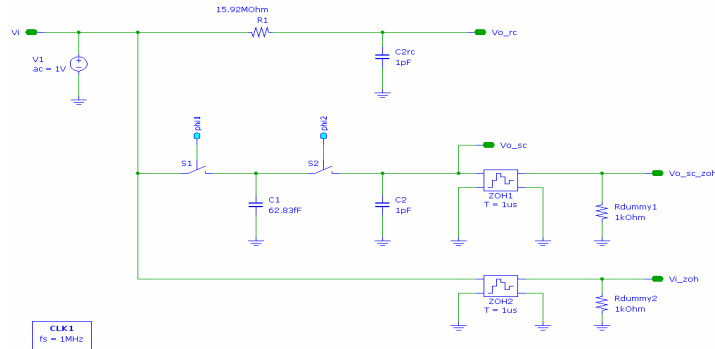 15.92MOhm
R1
Vi
Vo_rc
V1
ac = 1V
C2rc
1pF
phi1
phi2
Vo_sc
S1
S2
Vo_sc_zoh
C1
62.83fF
C2
1pF
ZOH1
T = 1us
Rdummy1
1kOhm
Vi_zoh
ZOH2
T = 1us
Rdummy2
1kOhm
CLK1
fs = 1MHz